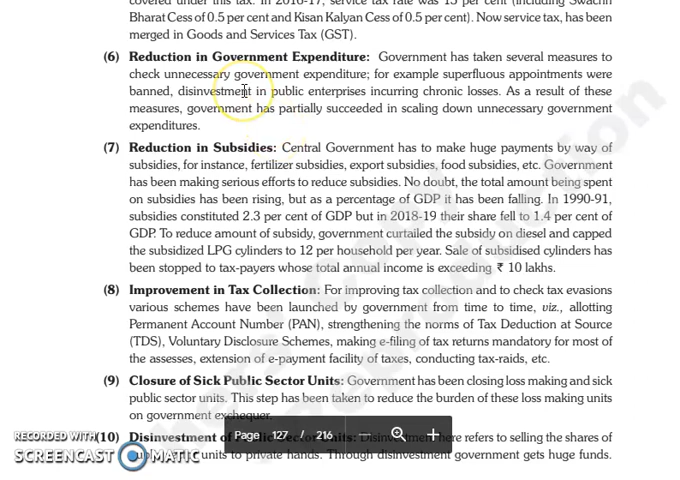 covered under this tax. In 2016-17, service tax rate was 15 per cent (including Swachh
Bharat Cess of 0.5 per cent and Kisan Kalyan Cess of 0.5 per cent). Now service tax, has been
merged in Goods and Services Tax (GST).
(6) Reduction in Government Expenditure: Government has taken several measures to
check unnecessary government expenditure; for example superfluous appointments were
banned, disinvestment in public enterprises incurring chronic losses. As a result of these
measures, government has partially succeeded in scaling down unnecessary government
expenditures.
(7) Reduction in Subsidies: Central Government has to make huge payments by way of
subsidies, for instance, fertilizer subsidies, export subsidies, food subsidies, etc. Government
has been making serious efforts to reduce subsidies. No doubt, the total amount being spent
on subsidies has been rising, but as a percentage of GDP it has been falling. In 1990-91,
subsidies constituted 2.3 per cent of GDP but in 2018-19 their share fell to 1.4 per cent of
GDP. To reduce amount of subsidy, government curtailed the subsidy on diesel and capped
the subsidized LPG cylinders to 12 per household per year. Sale of subsidised cylinders has
been stopped to tax-payers whose total annual income is exceeding ₹ 10 lakhs.
(8) Improvement in Tax Collection: For improving tax collection and to check tax evasions
various schemes have been launched by government from time to time, viz., allotting
Permanent Account Number (PAN), strengthening the norms of Tax Deduction at Source
(TDS), Voluntary Disclosure Schemes, making e-filing of tax returns mandatory for most of
the assesses, extension of e-payment facility of taxes, conducting tax-raids, etc.
(9) Closure of Sick Public Sector Units: Government has been closing loss making and sick
public sector units. This step has been taken to reduce the burden of these loss making units
on government exchequer.
Page 127 / 216
RECORDED WITH
(10) Disinvestment of Public Sector Units: Disinvestment here refers to selling the shares of
SCREENCAST O MATIC
units to private hands. Through disinvestment government gets huge funds.